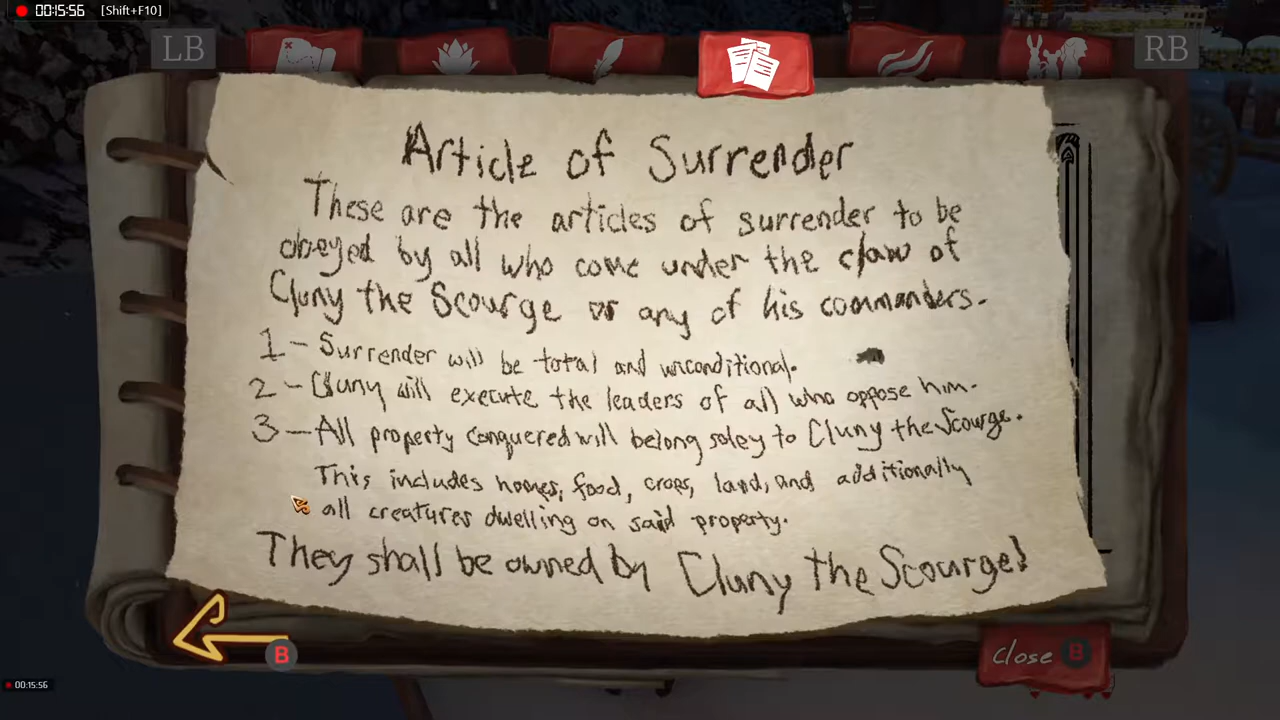 00:15:56 [Shift+F10]
LB RB
Article of Surrender
These are the articles of surrender to be
obeyed by all who come under the claw of
Cluny the Scourge or any of his commanders.
1 - Surrender will be total and unconditional.
2 - Cluny will execute the leaders of all who oppose him.
3 - All property conquered will belong soley to Cluny the Scourge.
This includes homes, food, crops, land, and additionally
all creatures dwelling on said property.
They shall be owned by Cluny the Scourge!
B
Close B
00:15:56